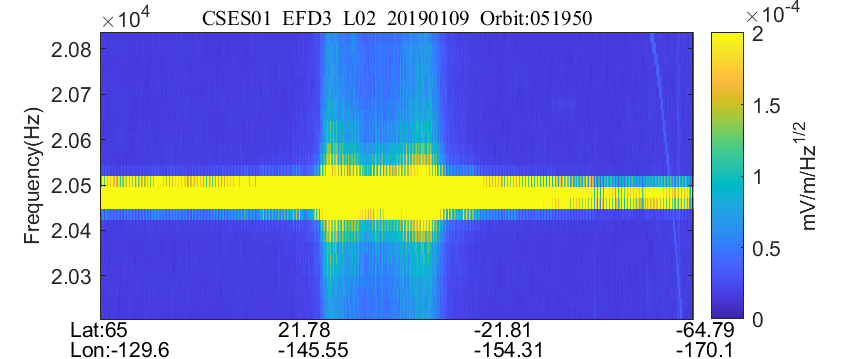 CSES01 EFD3 L02 20190109 Orbit:051950
×10⁴
×10⁻⁴
2.08
2.07
2.06
2.05
2.04
2.03
Frequency(Hz)
2
1.5
1
0.5
0
mV/m/Hz¹/²
Lat:65 21.78 -21.81 -64.79
Lon:-129.6 -145.55 -154.31 -170.1